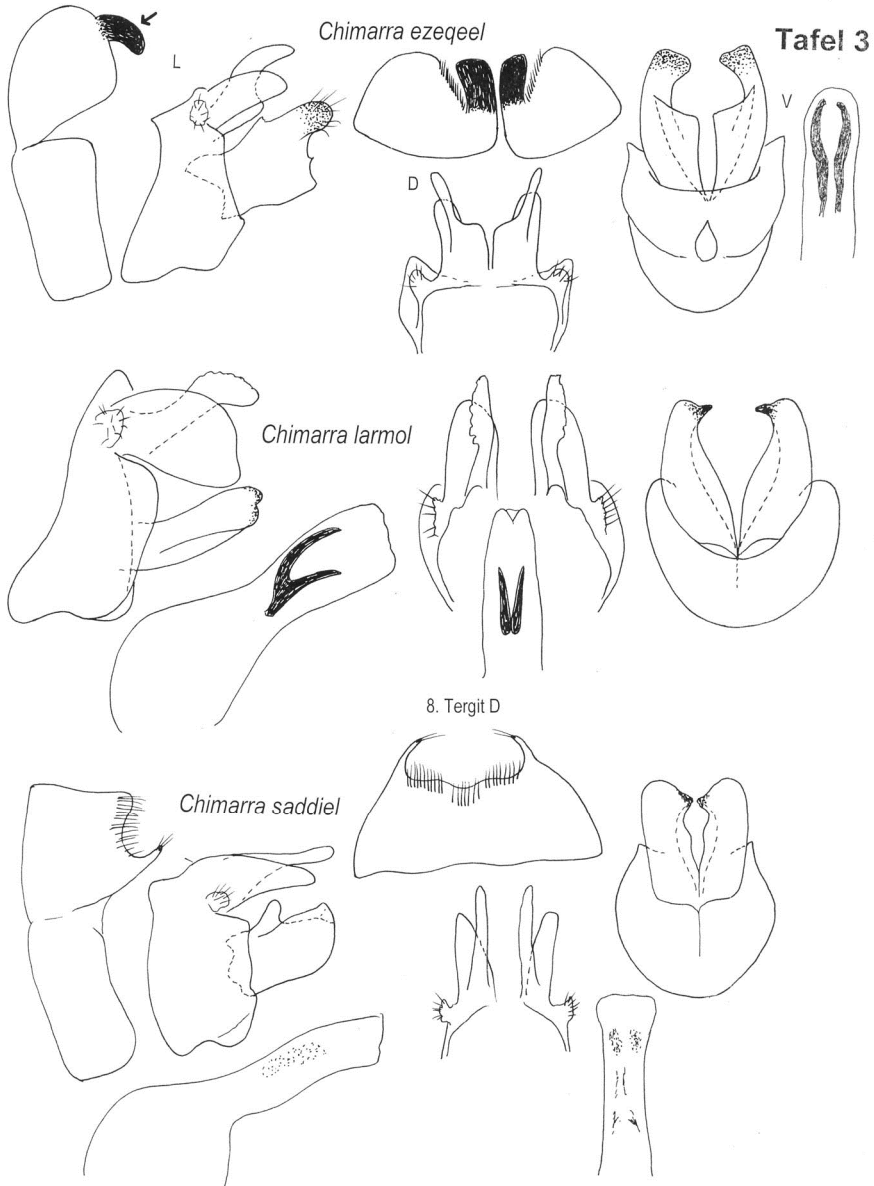 Chimarra ezeqeel
Tafel 3
L
D
V
Chimarra larmol
8. Tergit D
Chimarra saddiel